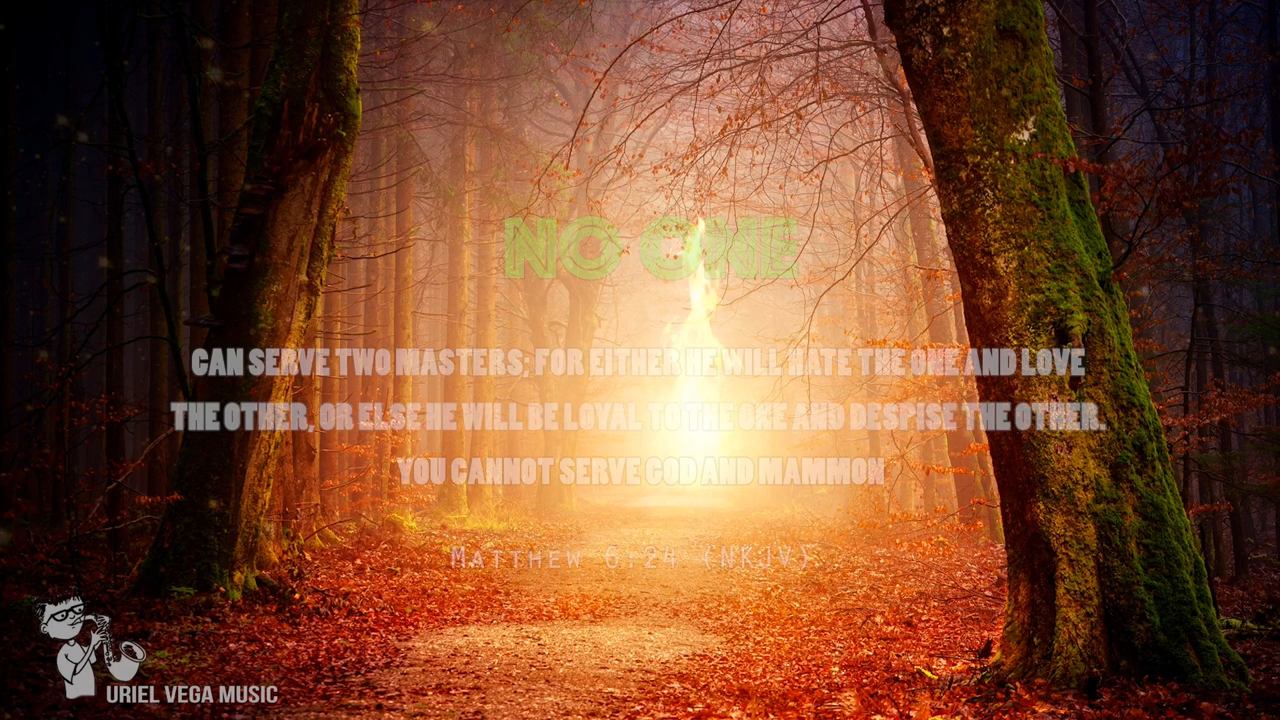 NO ONE
CAN SERVE TWO MASTERS; FOR EITHER HE WILL HATE THE ONE AND LOVE
THE OTHER, OR ELSE HE WILL BE LOYAL TO THE ONE AND DESPISE THE OTHER.
YOU CANNOT SERVE GOD AND MAMMON
MATTHEW 6:24 (NKJV)
URIEL VEGA MUSIC